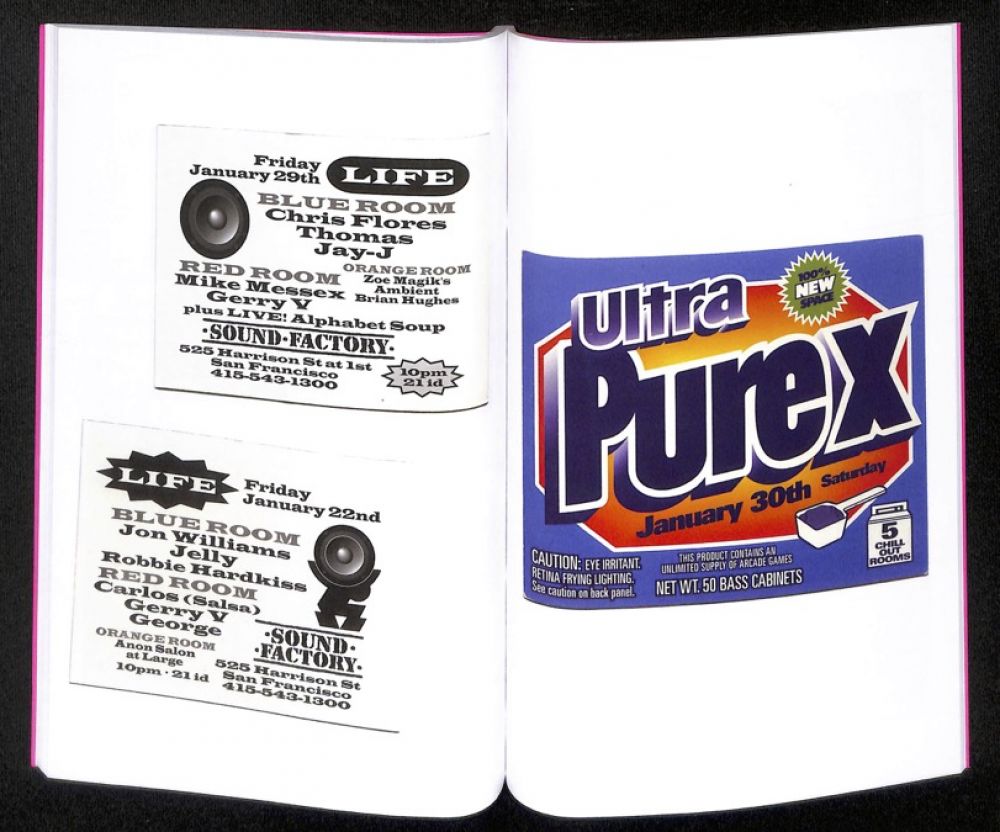 Friday
January 29th
LIFE
BLUE ROOM
Chris Flores
Thomas
Jay-J
RED ROOM
Mike Messex
Gerry V
ORANGE ROOM
Zoe Magik's
Ambient
Brian Hughes
plus LIVE! Alphabet Soup
·SOUND·FACTORY·
525 Harrison St at 1st
San Francisco
415-543-1300
10pm
21 id
LIFE
Friday
January 22nd
BLUE ROOM
Jon Williams
Jelly
Robbie Hardkiss
RED ROOM
Carlos (Salsa)
Gerry V
George
ORANGE ROOM
Anon Salon
at Large
10pm · 21 id
·SOUND·
·FACTORY·
525 Harrison St
San Francisco
415-543-1300
100%
NEW
SPACE
Ultra
Purex
January 30th Saturday
5
CHILL
OUT
ROOMS
CAUTION: EYE IRRITANT.
RETINA FRYING LIGHTING.
See caution on back panel.
THIS PRODUCT CONTAINS AN
UNLIMITED SUPPLY OF ARCADE GAMES
NET WT. 50 BASS CABINETS